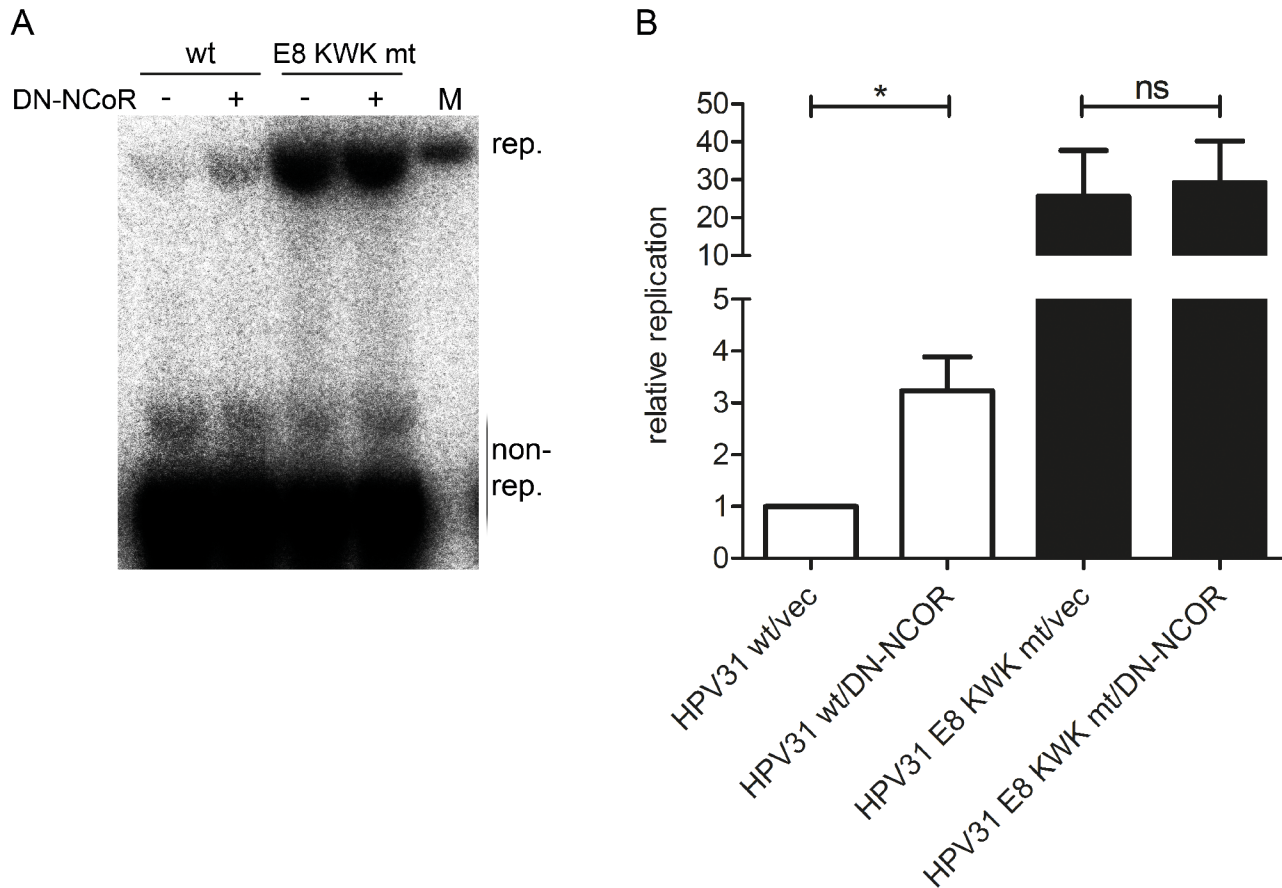 A
wt E8 KWK mt
DN-NCoR - + - + M
rep.
non-
rep.
B
* ns
50
40
30
20
10
5
4
3
2
1
0
relative replication
HPV31 wt/vec
HPV31 wt/DN-NCOR
HPV31 E8 KWK mt/vec
HPV31 E8 KWK mt/DN-NCOR